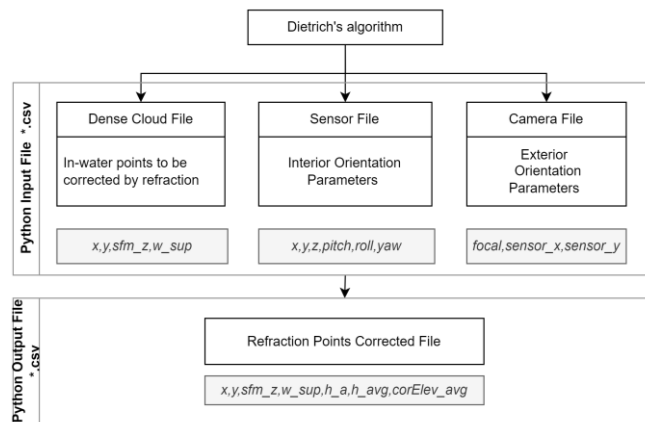 Dietrich's algorithm
Python Input File *.csv
Dense Cloud File
In-water points to be
corrected by refraction
x,y,sfm_z,w_sup
Sensor File
Interior Orientation
Parameters
x,y,z,pitch,roll,yaw
Camera File
Exterior
Orientation
Parameters
focal,sensor_x,sensor_y
Python Output File
*.csv
Refraction Points Corrected File
x,y,sfm_z,w_sup,h_a,h_avg,corElev_avg